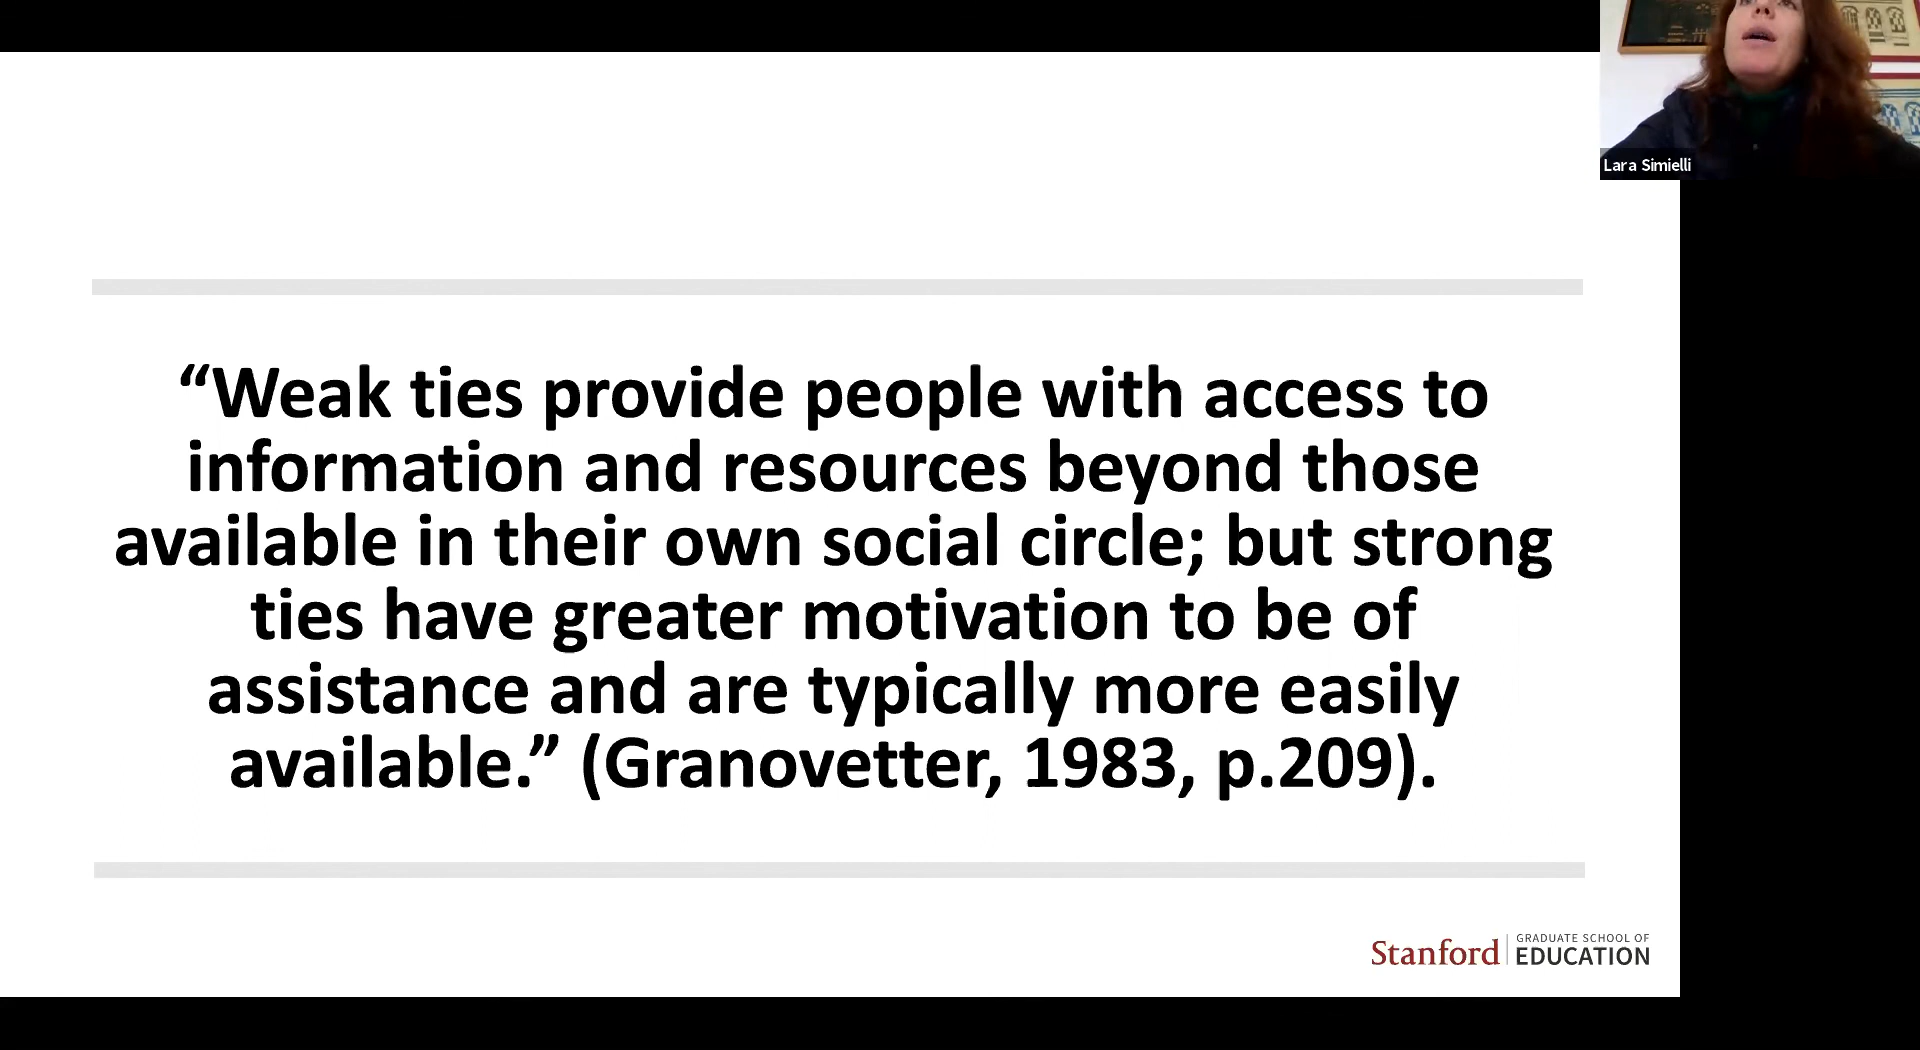 Lara Simielli
“Weak ties provide people with access to
information and resources beyond those
available in their own social circle; but strong
ties have greater motivation to be of
assistance and are typically more easily
available.” (Granovetter, 1983, p.209).
Stanford
GRADUATE SCHOOL OF
EDUCATION